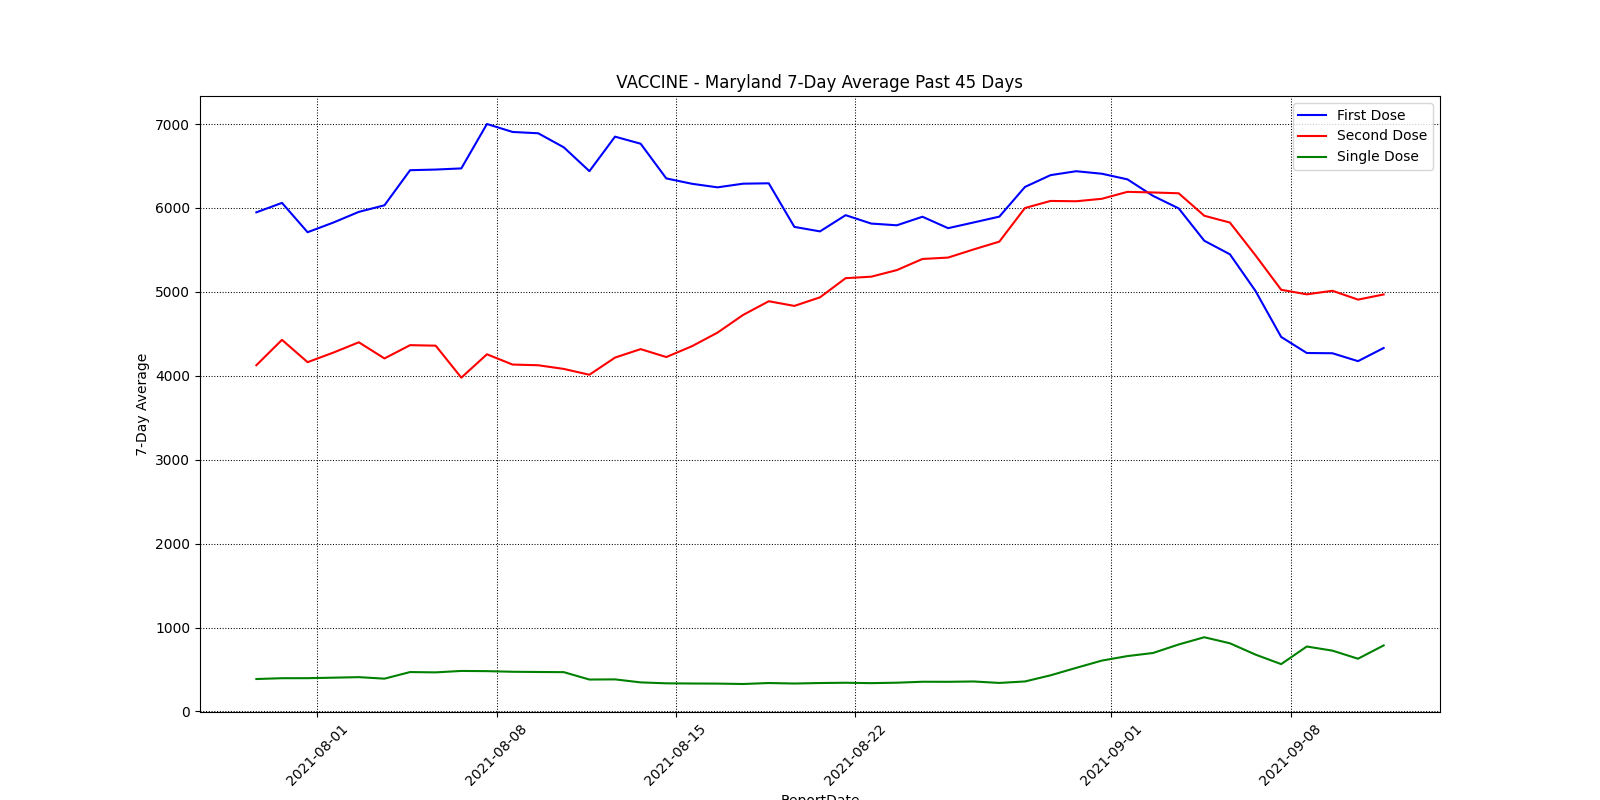 VACCINE - Maryland 7-Day Average Past 45 Days
First Dose
Second Dose
Single Dose
7-Day Average
7000
6000
5000
4000
3000
2000
1000
0
2021-08-01
2021-08-08
2021-08-15
2021-08-22
2021-09-01
2021-09-08
ReportDate